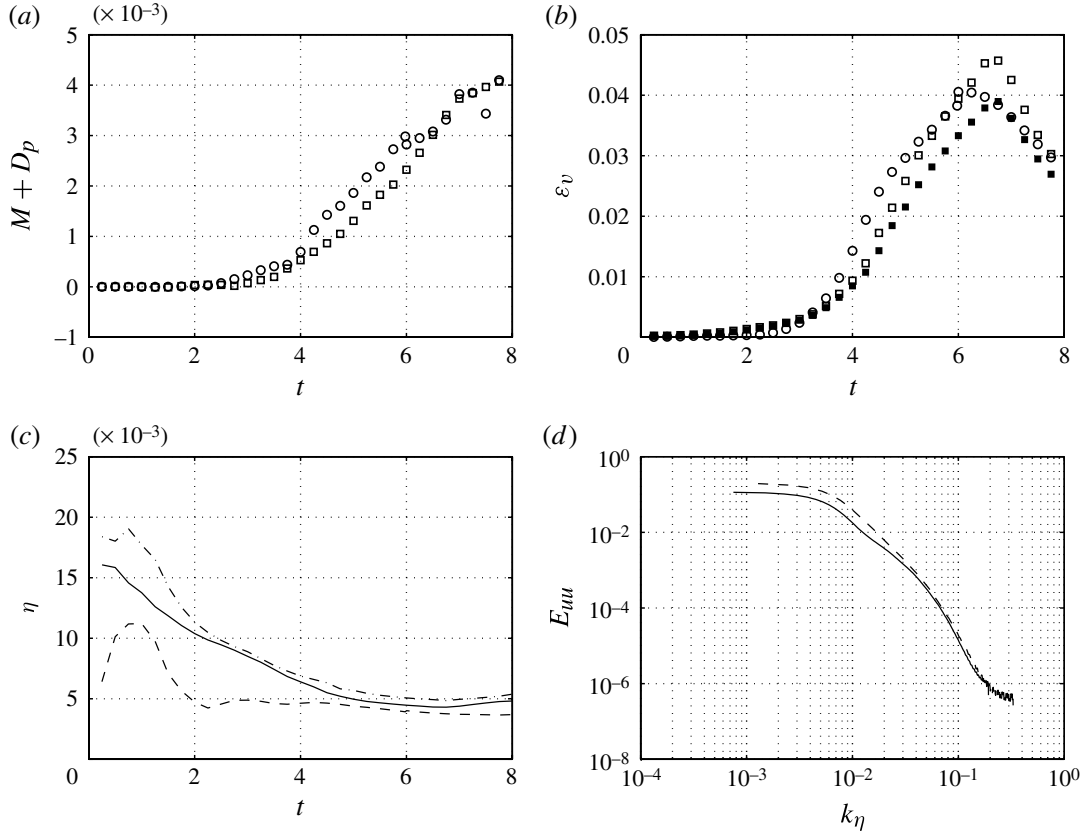 (a) (× 10⁻³) (b)
5
4
3
2
1
0
−1
M + Dₚ
0 2 4 6 8
t
0.05
0.04
0.03
0.02
0.01
εᵥ
0 2 4 6 8
t
(c) (× 10⁻³) (d)
25
20
15
10
5
η
0 2 4 6 8
t
10⁰
10⁻²
10⁻⁴
10⁻⁶
10⁻⁸
Eᵤᵤ
10⁻⁴ 10⁻³ 10⁻² 10⁻¹ 10⁰
k_η